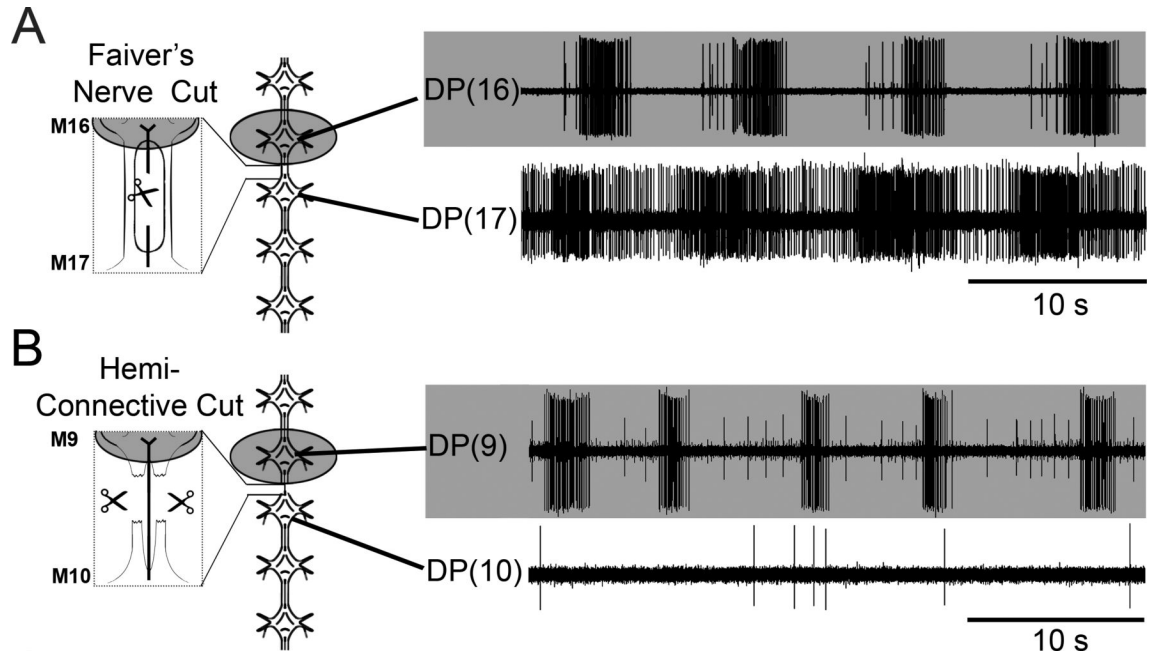 A
Faiver's
Nerve Cut
M16
M17
DP(16)
DP(17)
10 s
B
Hemi-
Connective Cut
M9
M10
DP(9)
DP(10)
10 s